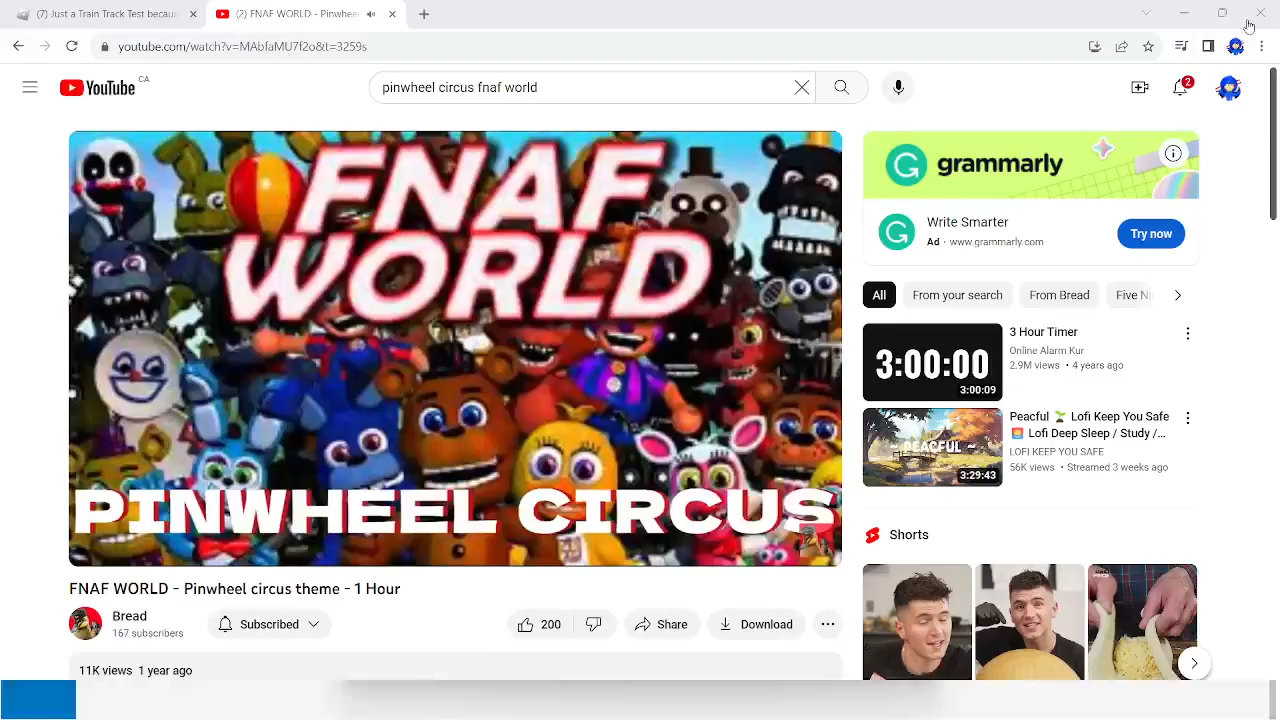 (7) Just a Train Track Test becaus
(2) FNAF WORLD - Pinwheel
youtube.com/watch?v=MAbfaMU7f2o&t=3259s
YouTube CA
pinwheel circus fnaf world
2
FNAF
WORLD
PINWHEEL CIRCUS
grammarly
Write Smarter
Ad · www.grammarly.com
Try now
All
From your search
From Bread
Five Ni
3:00:00
3:00:09
3 Hour Timer
Online Alarm Kur
2.9M views • 4 years ago
~ PEACFUL ~
3:29:43
Peacful 🌱 Lofi Keep You Safe
🌅 Lofi Deep Sleep / Study /...
LOFI KEEP YOU SAFE
56K views • Streamed 3 weeks ago
Shorts
FNAF WORLD - Pinwheel circus theme - 1 Hour
Bread
167 subscribers
Subscribed
200
Share
Download
11K views 1 year ago